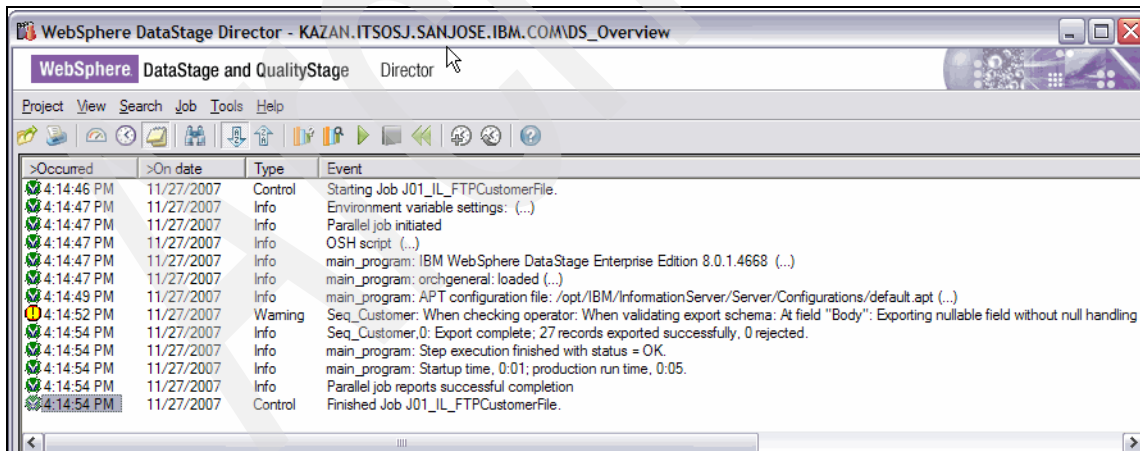 WebSphere DataStage Director - KAZAN.ITSOSJ.SANJOSE.IBM.COM\DS_Overview
WebSphere. DataStage and QualityStage Director
Project View Search Job Tools Help
>Occurred >On date Type Event
4:14:46 PM 11/27/2007 Control Starting Job J01_IL_FTPCustomerFile.
4:14:47 PM 11/27/2007 Info Environment variable settings: (...)
4:14:47 PM 11/27/2007 Info Parallel job initiated
4:14:47 PM 11/27/2007 Info OSH script (...)
4:14:47 PM 11/27/2007 Info main_program: IBM WebSphere DataStage Enterprise Edition 8.0.1.4668 (...)
4:14:47 PM 11/27/2007 Info main_program: orchgeneral: loaded (...)
4:14:49 PM 11/27/2007 Info main_program: APT configuration file: /opt/IBM/InformationServer/Server/Configurations/default.apt (...)
4:14:52 PM 11/27/2007 Warning Seq_Customer: When checking operator: When validating export schema: At field "Body": Exporting nullable field without null handling
4:14:54 PM 11/27/2007 Info Seq_Customer,0: Export complete; 27 records exported successfully, 0 rejected.
4:14:54 PM 11/27/2007 Info main_program: Step execution finished with status = OK.
4:14:54 PM 11/27/2007 Info main_program: Startup time, 0:01; production run time, 0:05.
4:14:54 PM 11/27/2007 Info Parallel job reports successful completion
4:14:54 PM 11/27/2007 Control Finished Job J01_IL_FTPCustomerFile.